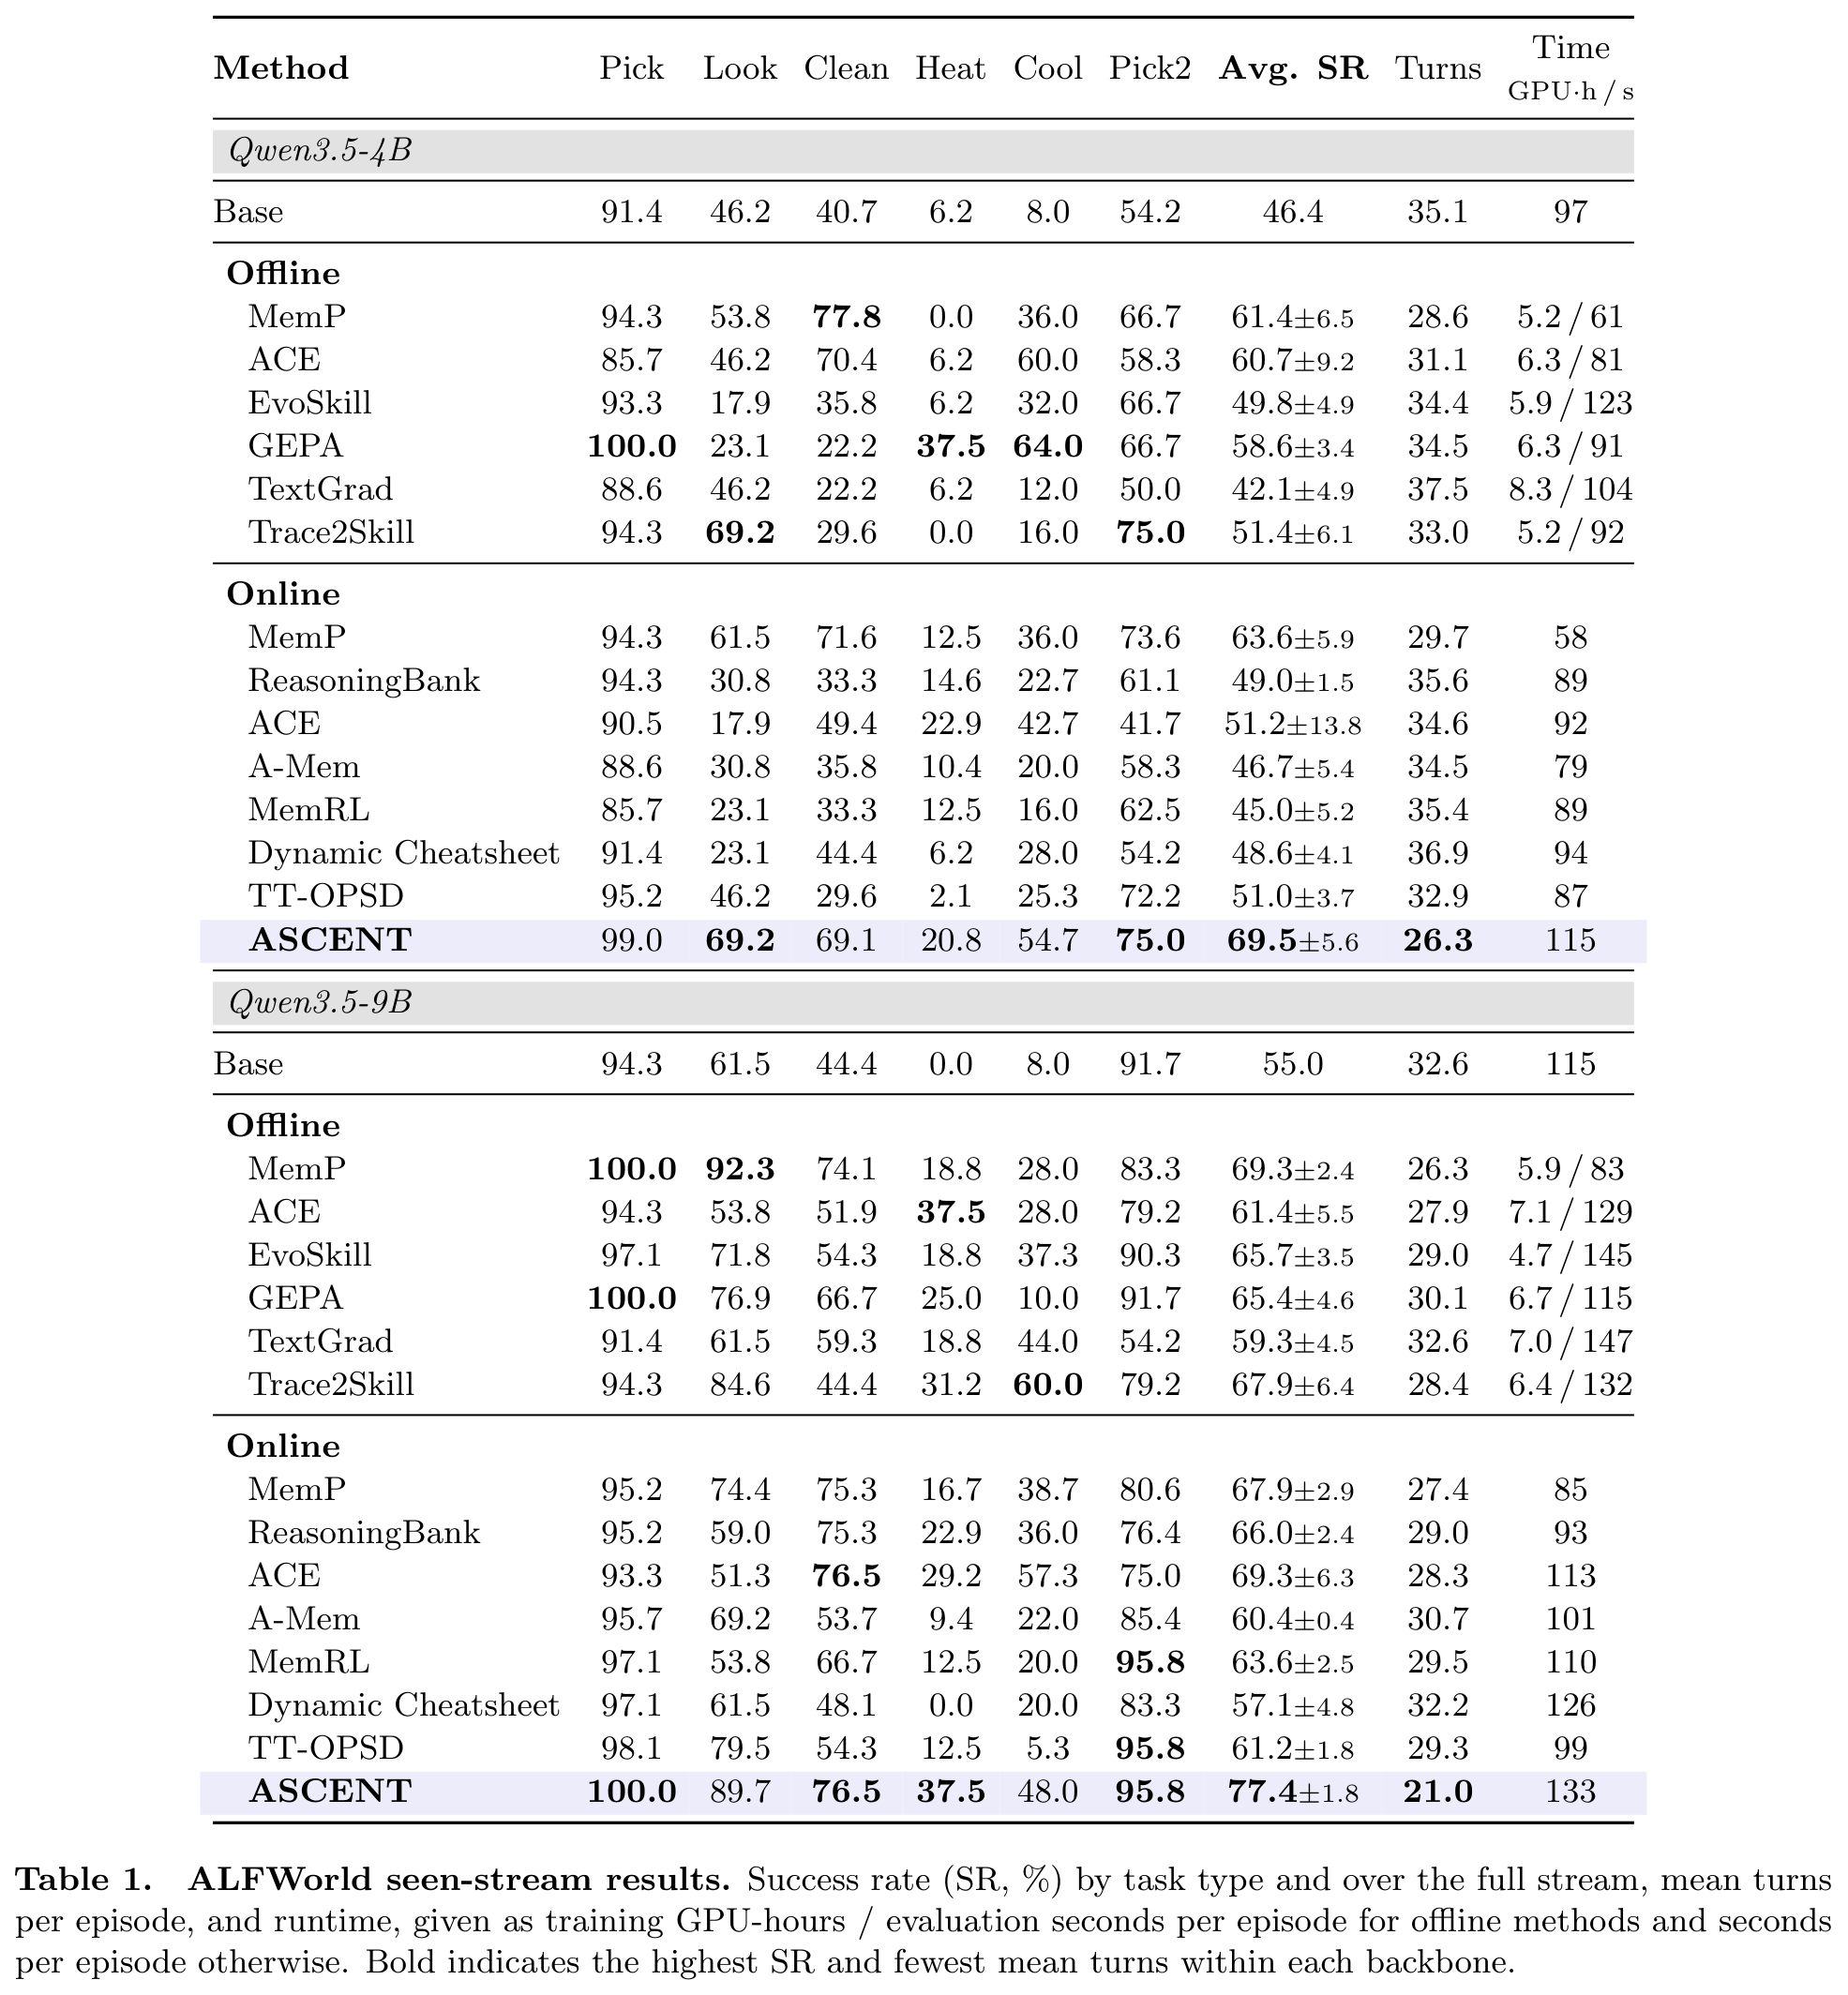 Method Pick Look Clean Heat Cool Pick2 Avg. SR Turns Time GPU·h / s
Qwen3.5-4B
Base 91.4 46.2 40.7 6.2 8.0 54.2 46.4 35.1 97
Offline
MemP 94.3 53.8 77.8 0.0 36.0 66.7 61.4±6.5 28.6 5.2 / 61
ACE 85.7 46.2 70.4 6.2 60.0 58.3 60.7±9.2 31.1 6.3 / 81
EvoSkill 93.3 17.9 35.8 6.2 32.0 66.7 49.8±4.9 34.4 5.9 / 123
GEPA 100.0 23.1 22.2 37.5 64.0 66.7 58.6±3.4 34.5 6.3 / 91
TextGrad 88.6 46.2 22.2 6.2 12.0 50.0 42.1±4.9 37.5 8.3 / 104
Trace2Skill 94.3 69.2 29.6 0.0 16.0 75.0 51.4±6.1 33.0 5.2 / 92
Online
MemP 94.3 61.5 71.6 12.5 36.0 73.6 63.6±5.9 29.7 58
ReasoningBank 94.3 30.8 33.3 14.6 22.7 61.1 49.0±1.5 35.6 89
ACE 90.5 17.9 49.4 22.9 42.7 41.7 51.2±13.8 34.6 92
A-Mem 88.6 30.8 35.8 10.4 20.0 58.3 46.7±5.4 34.5 79
MemRL 85.7 23.1 33.3 12.5 16.0 62.5 45.0±5.2 35.4 89
Dynamic Cheatsheet 91.4 23.1 44.4 6.2 28.0 54.2 48.6±4.1 36.9 94
TT-OPSD 95.2 46.2 29.6 2.1 25.3 72.2 51.0±3.7 32.9 87
ASCENT 99.0 69.2 69.1 20.8 54.7 75.0 69.5±5.6 26.3 115
Qwen3.5-9B
Base 94.3 61.5 44.4 0.0 8.0 91.7 55.0 32.6 115
Offline
MemP 100.0 92.3 74.1 18.8 28.0 83.3 69.3±2.4 26.3 5.9 / 83
ACE 94.3 53.8 51.9 37.5 28.0 79.2 61.4±5.5 27.9 7.1 / 129
EvoSkill 97.1 71.8 54.3 18.8 37.3 90.3 65.7±3.5 29.0 4.7 / 145
GEPA 100.0 76.9 66.7 25.0 10.0 91.7 65.4±4.6 30.1 6.7 / 115
TextGrad 91.4 61.5 59.3 18.8 44.0 54.2 59.3±4.5 32.6 7.0 / 147
Trace2Skill 94.3 84.6 44.4 31.2 60.0 79.2 67.9±6.4 28.4 6.4 / 132
Online
MemP 95.2 74.4 75.3 16.7 38.7 80.6 67.9±2.9 27.4 85
ReasoningBank 95.2 59.0 75.3 22.9 36.0 76.4 66.0±2.4 29.0 93
ACE 93.3 51.3 76.5 29.2 57.3 75.0 69.3±6.3 28.3 113
A-Mem 95.7 69.2 53.7 9.4 22.0 85.4 60.4±0.4 30.7 101
MemRL 97.1 53.8 66.7 12.5 20.0 95.8 63.6±2.5 29.5 110
Dynamic Cheatsheet 97.1 61.5 48.1 0.0 20.0 83.3 57.1±4.8 32.2 126
TT-OPSD 98.1 79.5 54.3 12.5 5.3 95.8 61.2±1.8 29.3 99
ASCENT 100.0 89.7 76.5 37.5 48.0 95.8 77.4±1.8 21.0 133
Table 1. ALFWorld seen-stream results. Success rate (SR, %) by task type and over the full stream, mean turns
per episode, and runtime, given as training GPU-hours / evaluation seconds per episode for offline methods and seconds
per episode otherwise. Bold indicates the highest SR and fewest mean turns within each backbone.